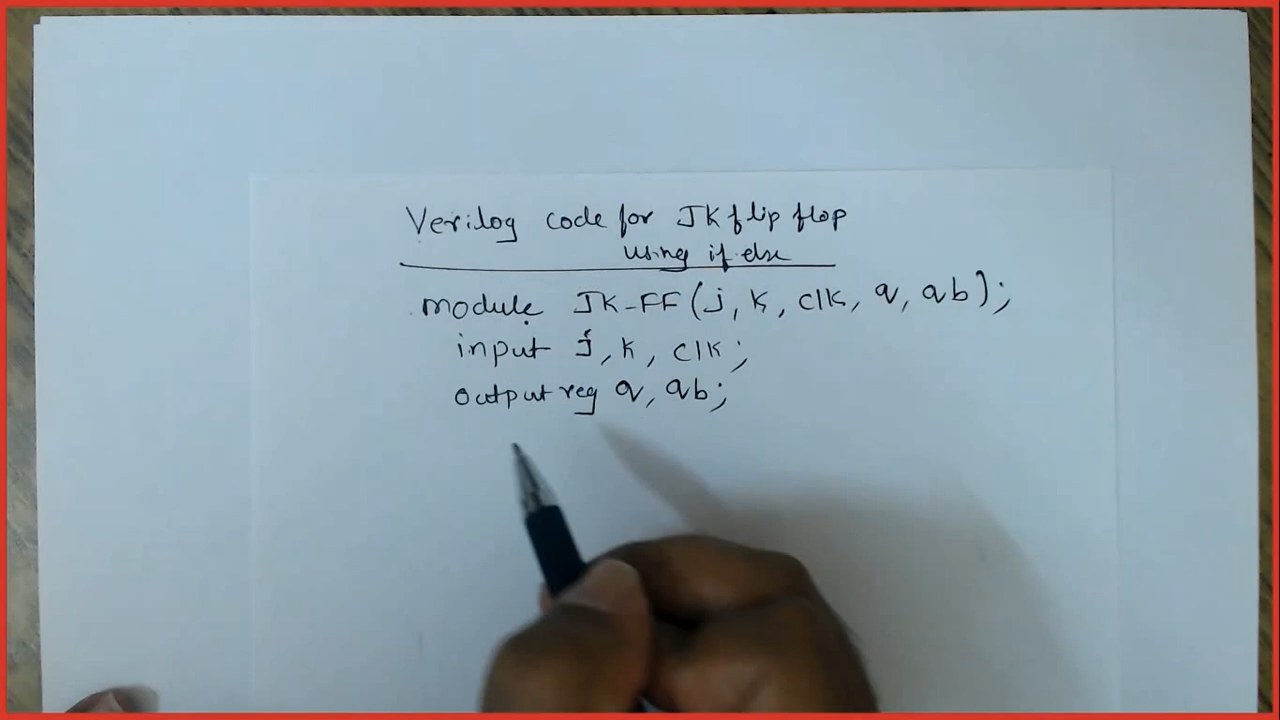 Verilog code for JK flip flop
using if else
module JK-FF(j, k, clk, q, qb);
input j, k, clk;
output reg q, qb;